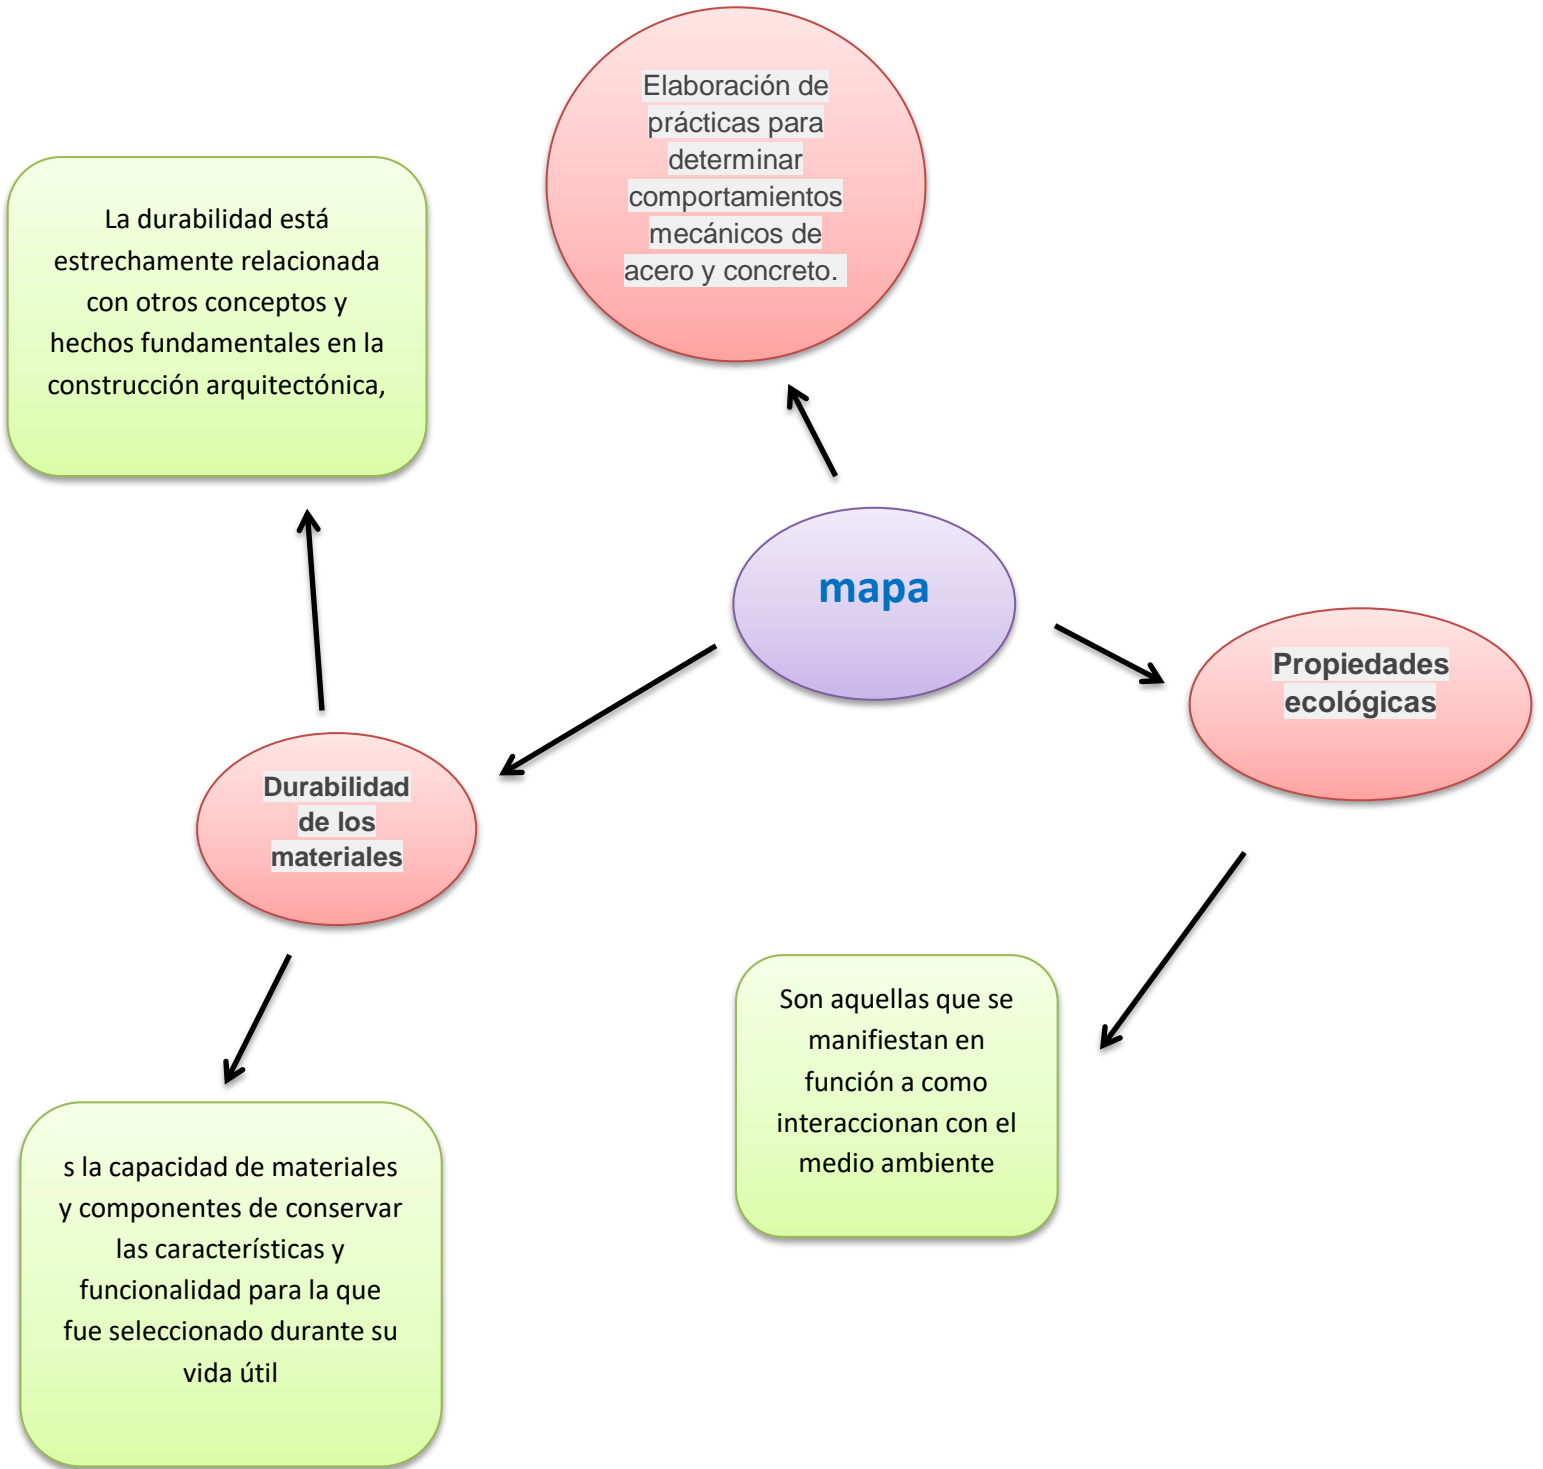 Elaboración de
prácticas para
determinar
comportamientos
mecánicos de
acero y concreto.
La durabilidad está
estrechamente relacionada
con otros conceptos y
hechos fundamentales en la
construcción arquitectónica,
mapa
Propiedades
ecológicas
Durabilidad
de los
materiales
Son aquellas que se
manifiestan en
función a como
interaccionan con el
medio ambiente
s la capacidad de materiales
y componentes de conservar
las características y
funcionalidad para la que
fue seleccionado durante su
vida útil